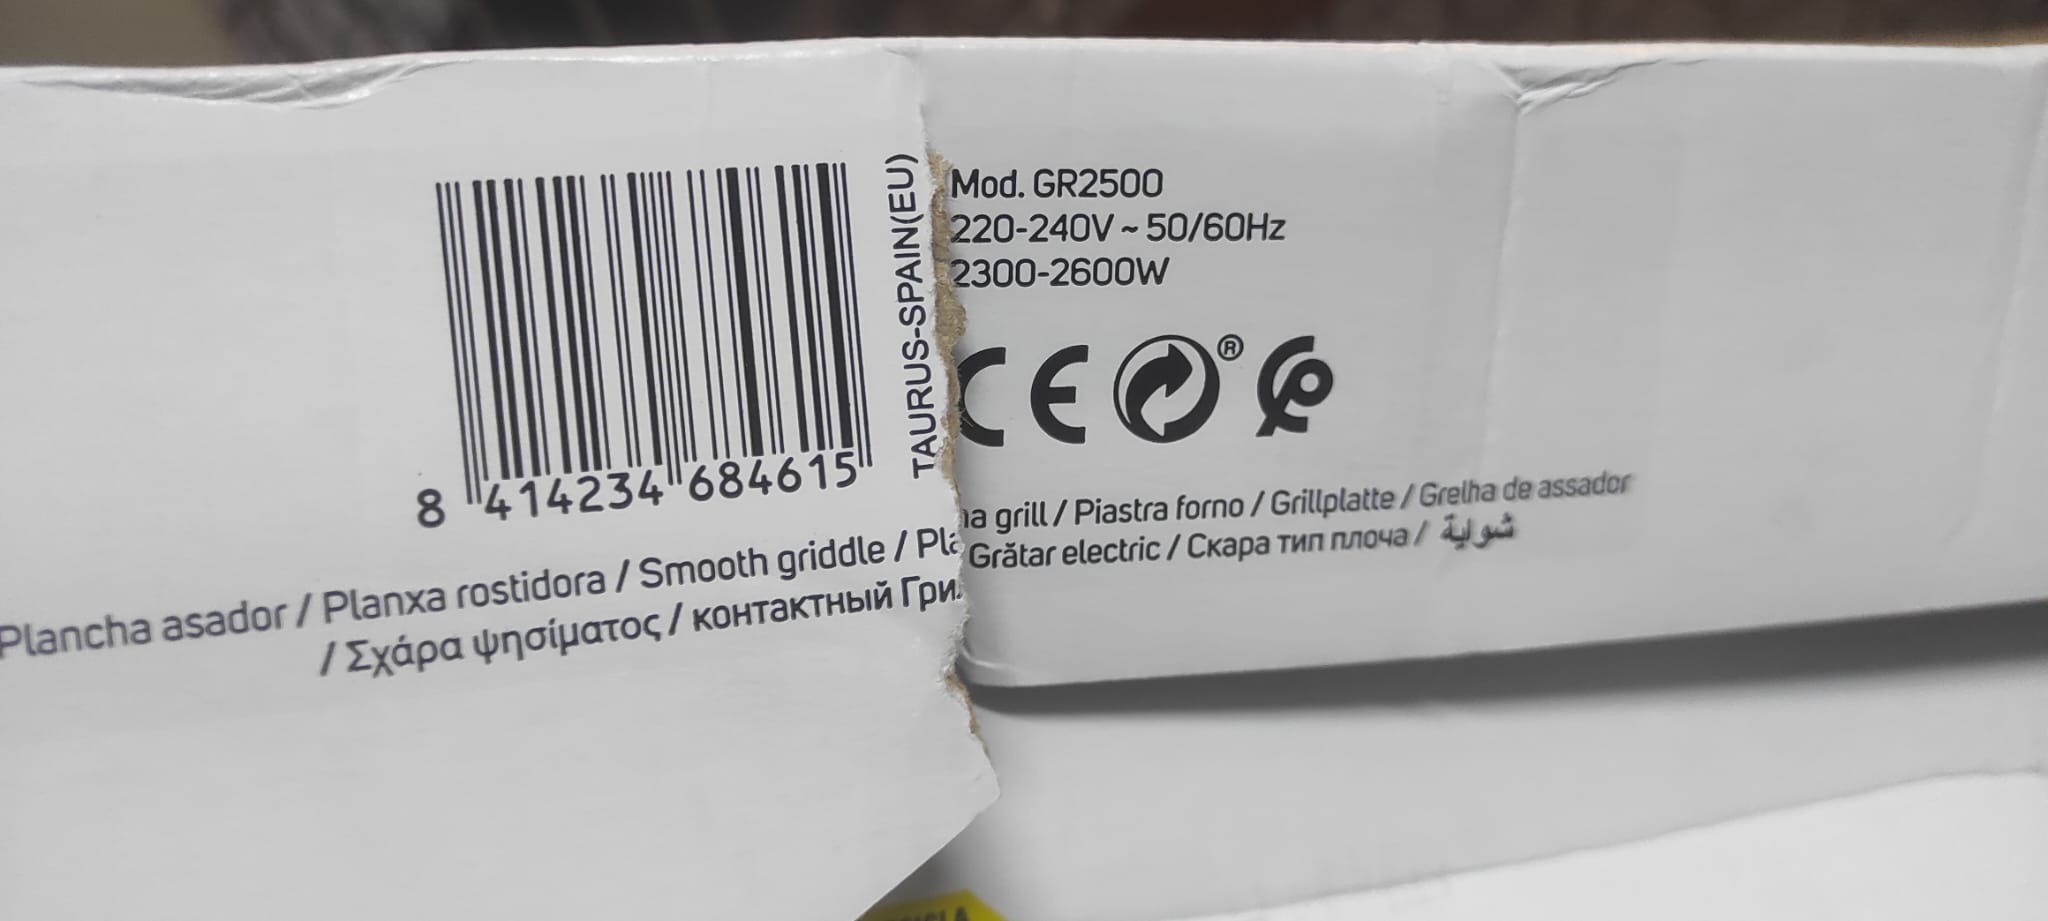 8 414234 684615
TAURUS-SPAIN(EU)
Mod. GR2500
220-240V ~ 50/60Hz
2300-2600W
CE ®
Plancha asador / Planxa rostidora / Smooth griddle / grill / Piastra forno / Grillplatte / Grelha de assador
/ Σχάρα ψησίματος / контактный Гри Grătar electric / Скара тип плоча / شواية